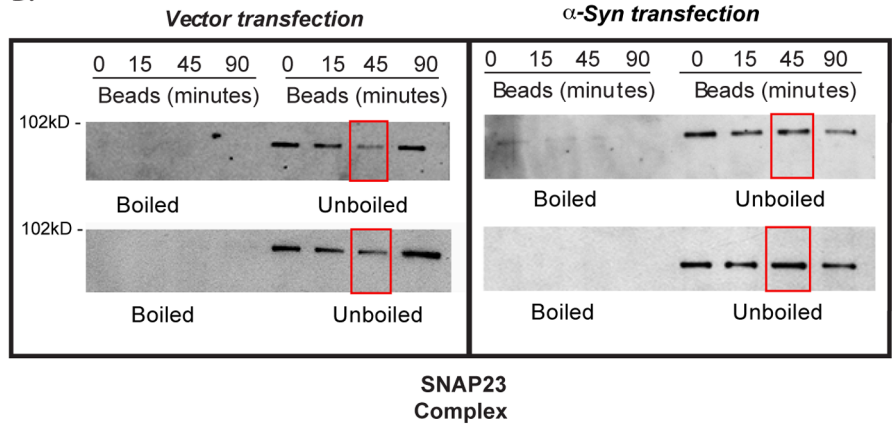 Vector transfection
α-Syn transfection
0 15 45 90 0 15 45 90
Beads (minutes) Beads (minutes)
0 15 45 90 0 15 45 90
Beads (minutes) Beads (minutes)
102kD -
Boiled Unboiled
Boiled Unboiled
102kD -
Boiled Unboiled
Boiled Unboiled
SNAP23
Complex